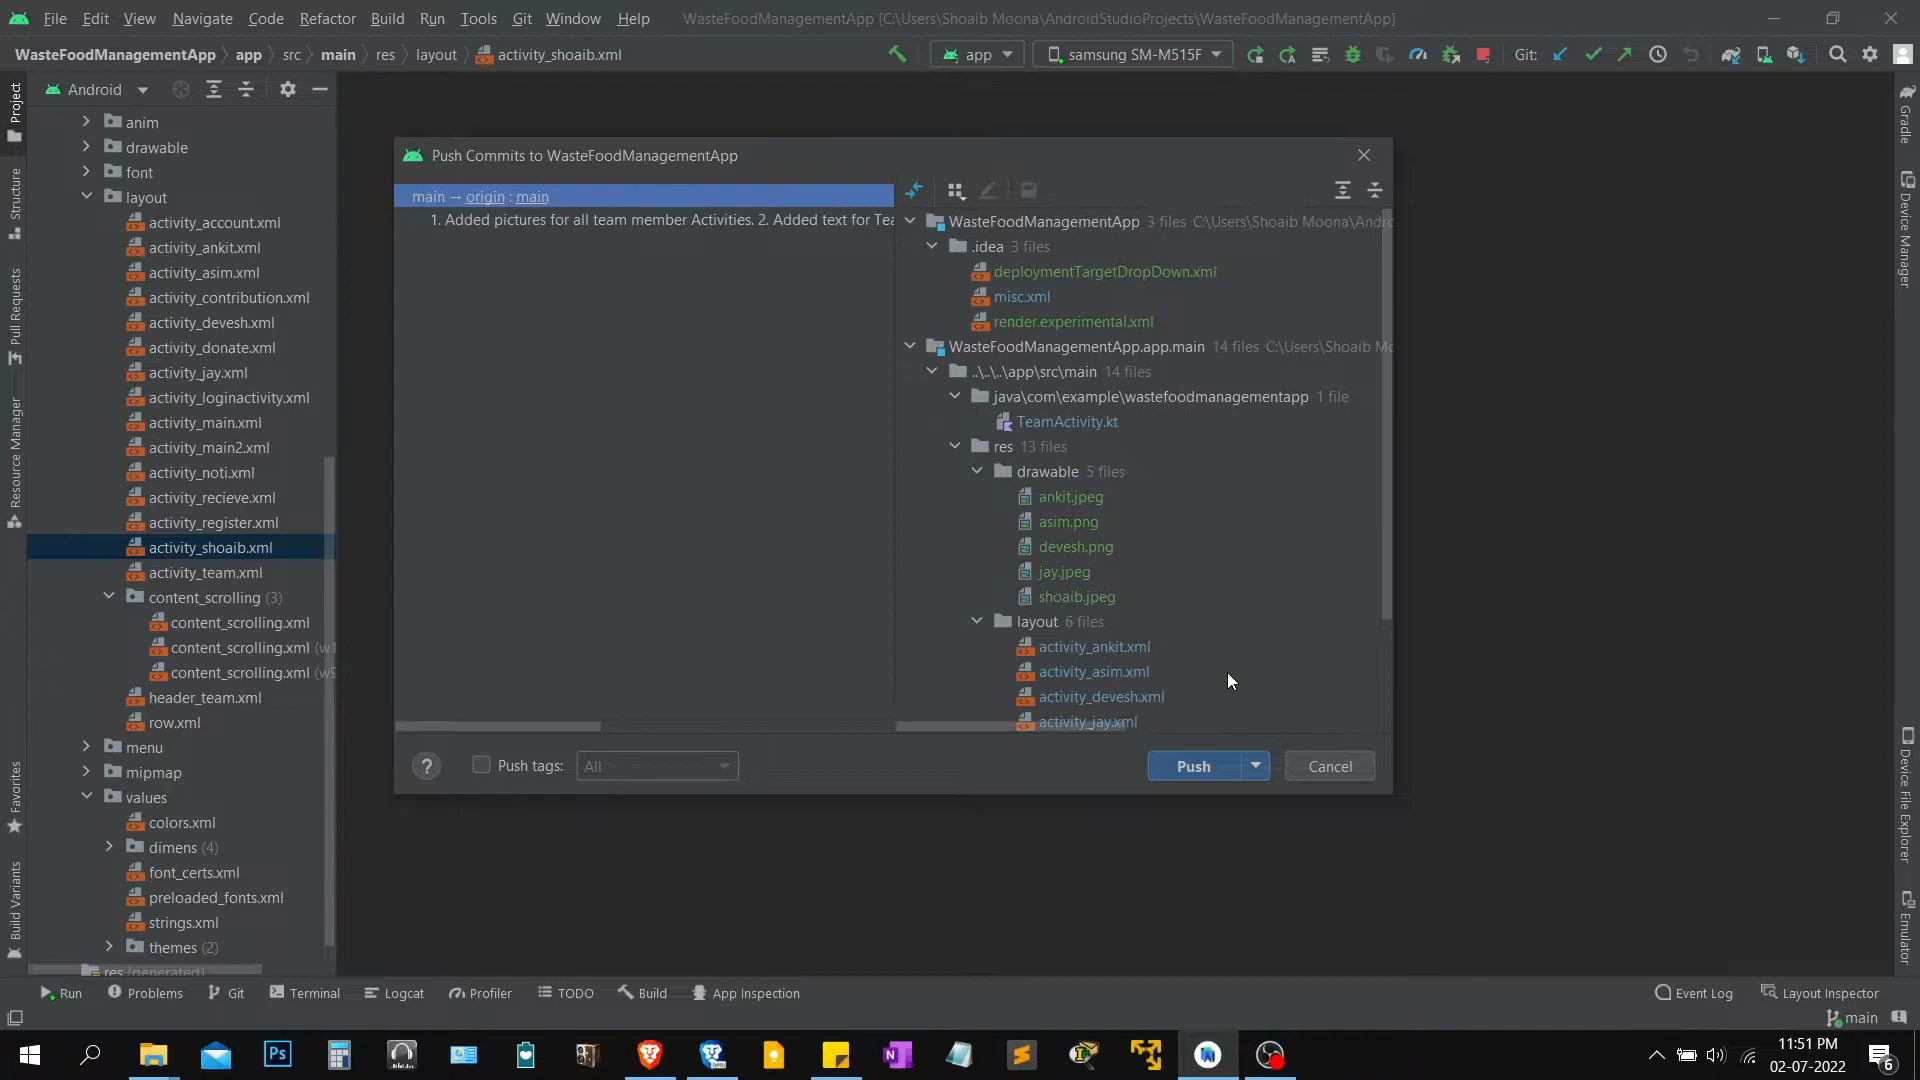 File Edit View Navigate Code Refactor Build Run Tools Git Window Help WasteFoodManagementApp [C:\Users\Shoaib Moona\AndroidStudioProjects\WasteFoodManagementApp]
WasteFoodManagementApp app src main res layout activity_shoaib.xml app samsung SM-M515F Git:
Project
Structure
Pull Requests
Resource Manager
Favorites
Build Variants
Android
anim
drawable
font
layout
activity_account.xml
activity_ankit.xml
activity_asim.xml
activity_contribution.xml
activity_devesh.xml
activity_donate.xml
activity_jay.xml
activity_loginactivity.xml
activity_main.xml
activity_main2.xml
activity_noti.xml
activity_recieve.xml
activity_register.xml
activity_shoaib.xml
activity_team.xml
content_scrolling (3)
content_scrolling.xml
content_scrolling.xml (w1
content_scrolling.xml (w9
header_team.xml
row.xml
menu
mipmap
values
colors.xml
dimens (4)
font_certs.xml
preloaded_fonts.xml
strings.xml
themes (2)
res (generated)
Push Commits to WasteFoodManagementApp
main → origin : main
1. Added pictures for all team member Activities. 2. Added text for Tea
WasteFoodManagementApp 3 files C:\Users\Shoaib Moona\Andro
.idea 3 files
deploymentTargetDropDown.xml
misc.xml
render.experimental.xml
WasteFoodManagementApp.app.main 14 files C:\Users\Shoaib Mo
..\..\..\app\src\main 14 files
java\com\example\wastefoodmanagementapp 1 file
TeamActivity.kt
res 13 files
drawable 5 files
ankit.jpeg
asim.png
devesh.png
jay.jpeg
shoaib.jpeg
layout 6 files
activity_ankit.xml
activity_asim.xml
activity_devesh.xml
activity_jay.xml
? Push tags: All Push Cancel
Gradle
Device Manager
Device File Explorer
Emulator
Run Problems Git Terminal Logcat Profiler TODO Build App Inspection Event Log Layout Inspector
main
Ps
N
beta
11:51 PM
02-07-2022
6